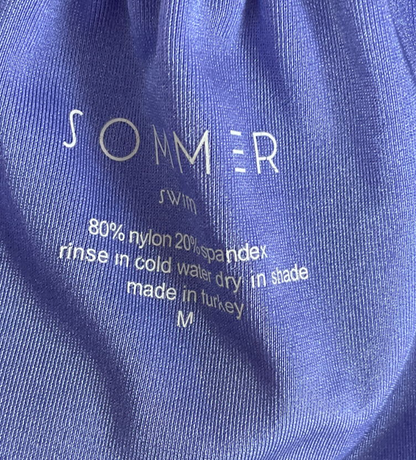 SOMMER
swim
80% nylon 20% spandex
rinse in cold water dry in shade
made in turkey
M